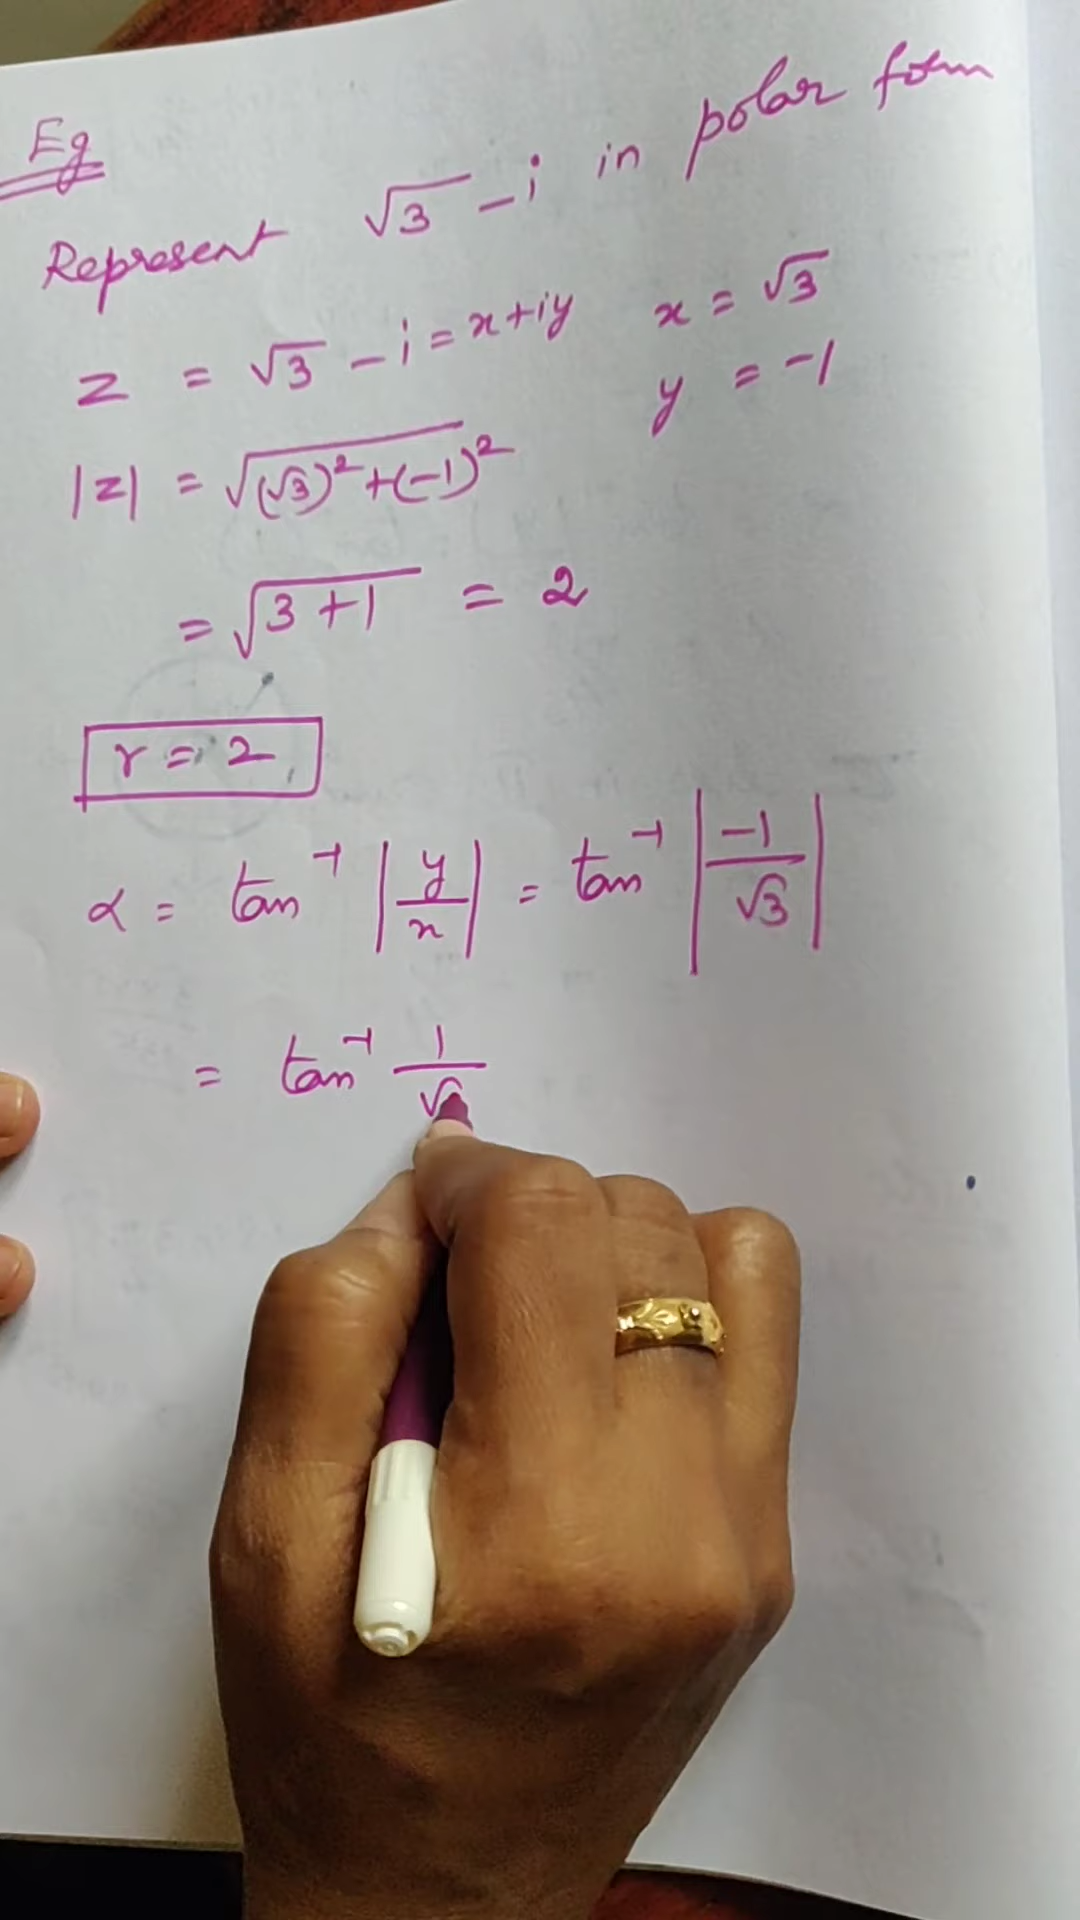 Eg
Represent √3 - i in polar form
z = √3 - i = x+iy x = √3
y = -1
|z| = √(√3)²+(-1)²
= √3+1 = 2
r = 2
α = tan⁻¹ |y/x| = tan⁻¹ |-1/√3|
= tan⁻¹ 1/√